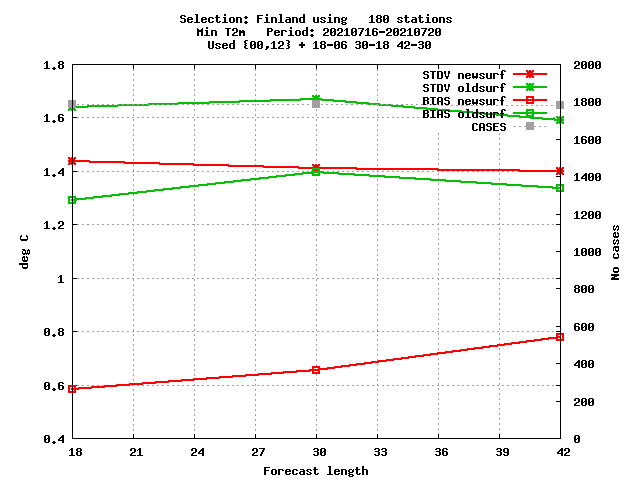 Selection: Finland using   180 stations
Min T2m   Period: 20210716-20210720
Used {00,12} + 18-06 30-18 42-30
1.8
1.6
1.4
1.2
1
0.8
0.6
0.4
deg C
STDV newsurf
STDV oldsurf
BIAS newsurf
BIAS oldsurf
CASES
2000
1800
1600
1400
1200
1000
800
600
400
200
0
No cases
18 21 24 27 30 33 36 39 42
Forecast length